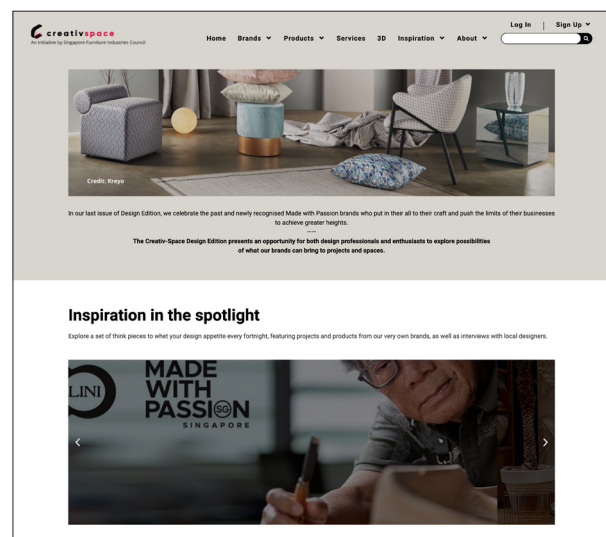 Log In | Sign Up
creativspace
An initiative by Singapore Furniture Industries Council
Home Brands Products Services 3D Inspiration About
Credit: Kreyo
In our last issue of Design Edition, we celebrate the past and newly recognised Made with Passion brands who put in their all to their craft and push the limits of their businesses
to achieve greater heights.
——
The Creativ-Space Design Edition presents an opportunity for both design professionals and enthusiasts to explore possibilities
of what our brands can bring to projects and spaces.
Inspiration in the spotlight
Explore a set of think pieces to whet your design appetite every fortnight, featuring projects and products from our very own brands, as well as interviews with local designers.
LINI
MADE
WITH
PASSION
SG
SINGAPORE